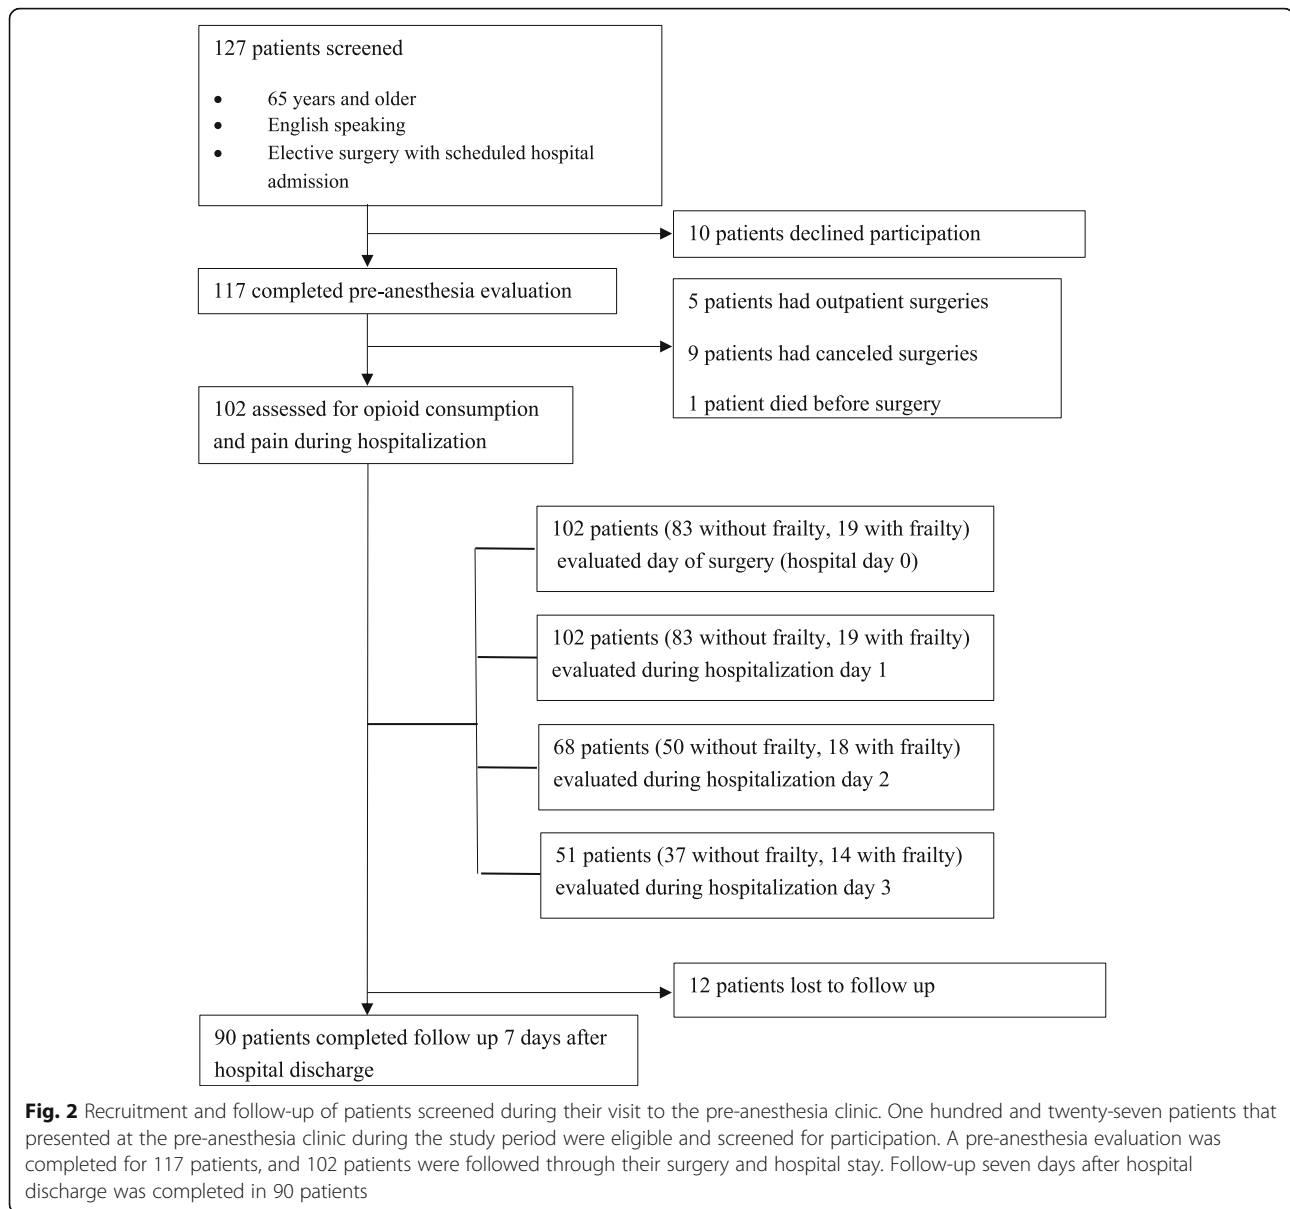 127 patients screened
• 65 years and older
• English speaking
• Elective surgery with scheduled hospital
admission
10 patients declined participation
117 completed pre-anesthesia evaluation
5 patients had outpatient surgeries
9 patients had canceled surgeries
1 patient died before surgery
102 assessed for opioid consumption
and pain during hospitalization
102 patients (83 without frailty, 19 with frailty)
evaluated day of surgery (hospital day 0)
102 patients (83 without frailty, 19 with frailty)
evaluated during hospitalization day 1
68 patients (50 without frailty, 18 with frailty)
evaluated during hospitalization day 2
51 patients (37 without frailty, 14 with frailty)
evaluated during hospitalization day 3
12 patients lost to follow up
90 patients completed follow up 7 days after
hospital discharge
Fig. 2 Recruitment and follow-up of patients screened during their visit to the pre-anesthesia clinic. One hundred and twenty-seven patients that
presented at the pre-anesthesia clinic during the study period were eligible and screened for participation. A pre-anesthesia evaluation was
completed for 117 patients, and 102 patients were followed through their surgery and hospital stay. Follow-up seven days after hospital
discharge was completed in 90 patients